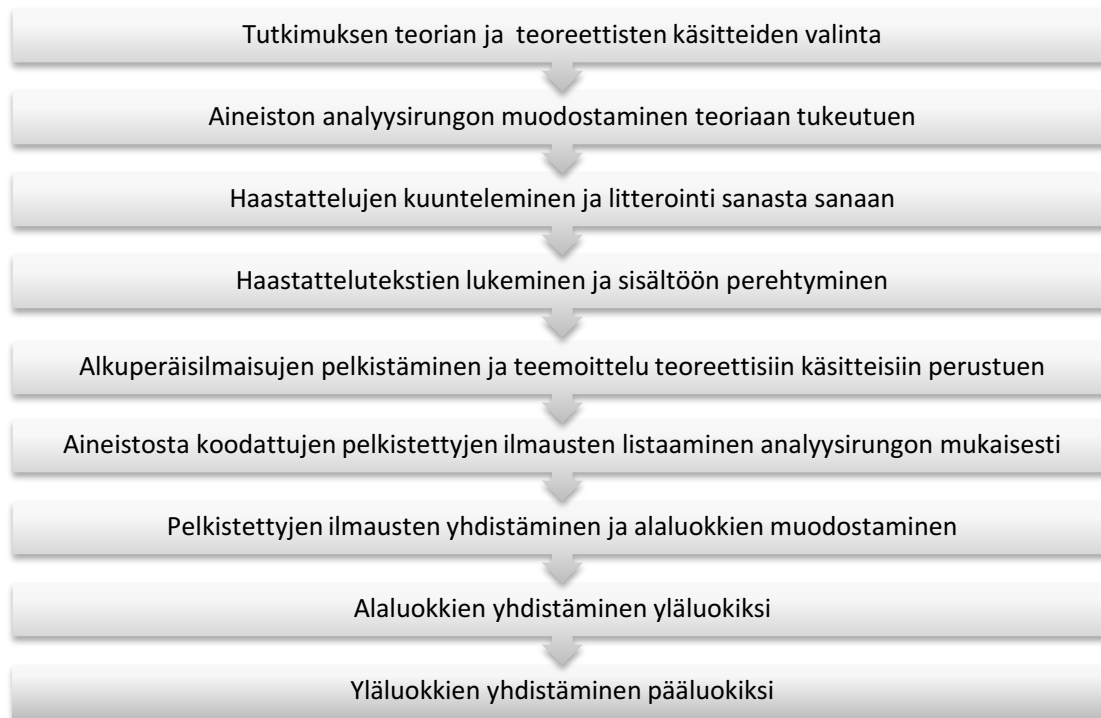 Tutkimuksen teorian ja teoreettisten käsitteiden valinta
Aineiston analyysirungon muodostaminen teoriaan tukeutuen
Haastattelujen kuunteleminen ja litterointi sanasta sanaan
Haastattelutekstien lukeminen ja sisältöön perehtyminen
Alkuperäisilmaisujen pelkistäminen ja teemoittelu teoreettisiin käsitteisiin perustuen
Aineistosta koodattujen pelkistettyjen ilmausten listaaminen analyysirungon mukaisesti
Pelkistettyjen ilmausten yhdistäminen ja alaluokkien muodostaminen
Alaluokkien yhdistäminen yläluokiksi
Yläluokkien yhdistäminen pääluokiksi